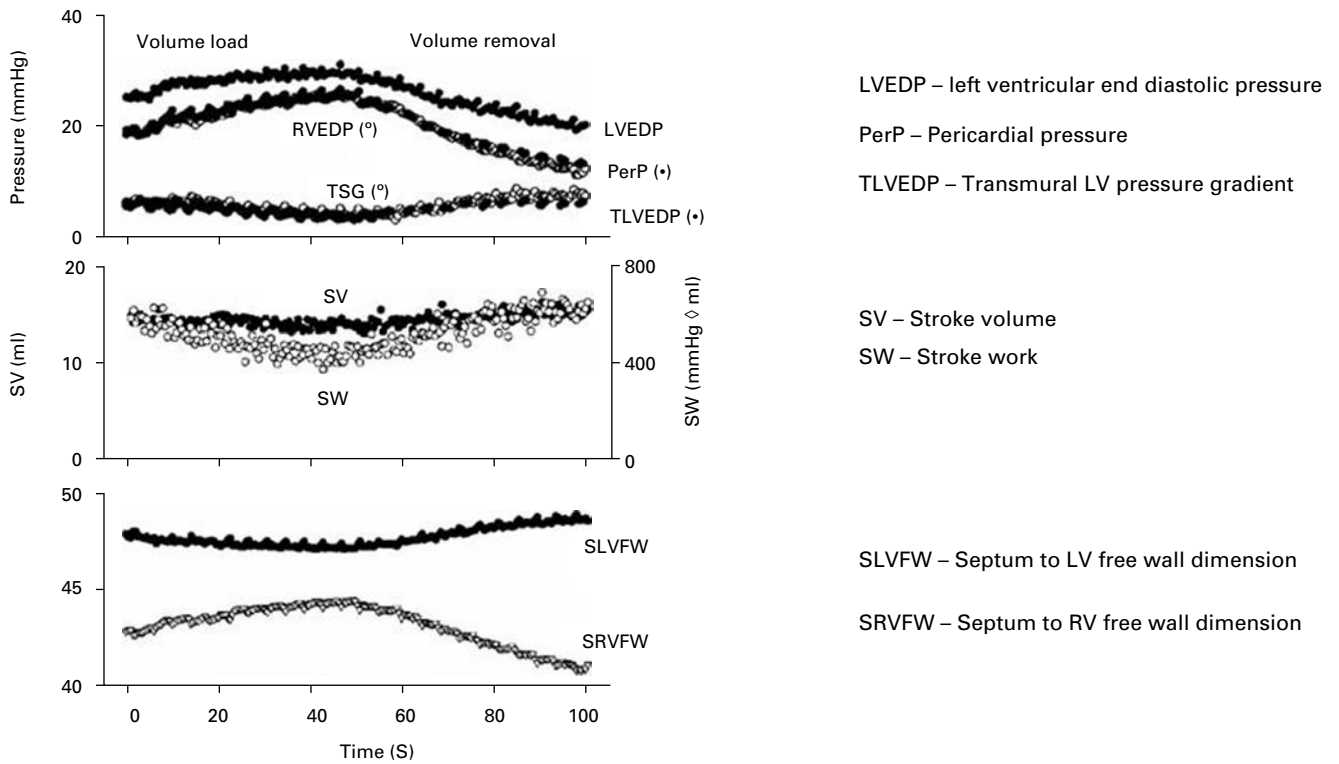 40
Volume load
Volume removal
Pressure (mmHg)
20
RVEDP (°)
LVEDP
PerP (•)
TSG (°)
TLVEDP (•)
0
LVEDP – left ventricular end diastolic pressure
PerP – Pericardial pressure
TLVEDP – Transmural LV pressure gradient
20
800
SV
SV (ml)
10
400
SW (mmHg ◊ ml)
SW
0
0
SV – Stroke volume
SW – Stroke work
50
SLVFW
45
SRVFW
40
SLVFW – Septum to LV free wall dimension
SRVFW – Septum to RV free wall dimension
0 20 40 60 80 100
Time (S)